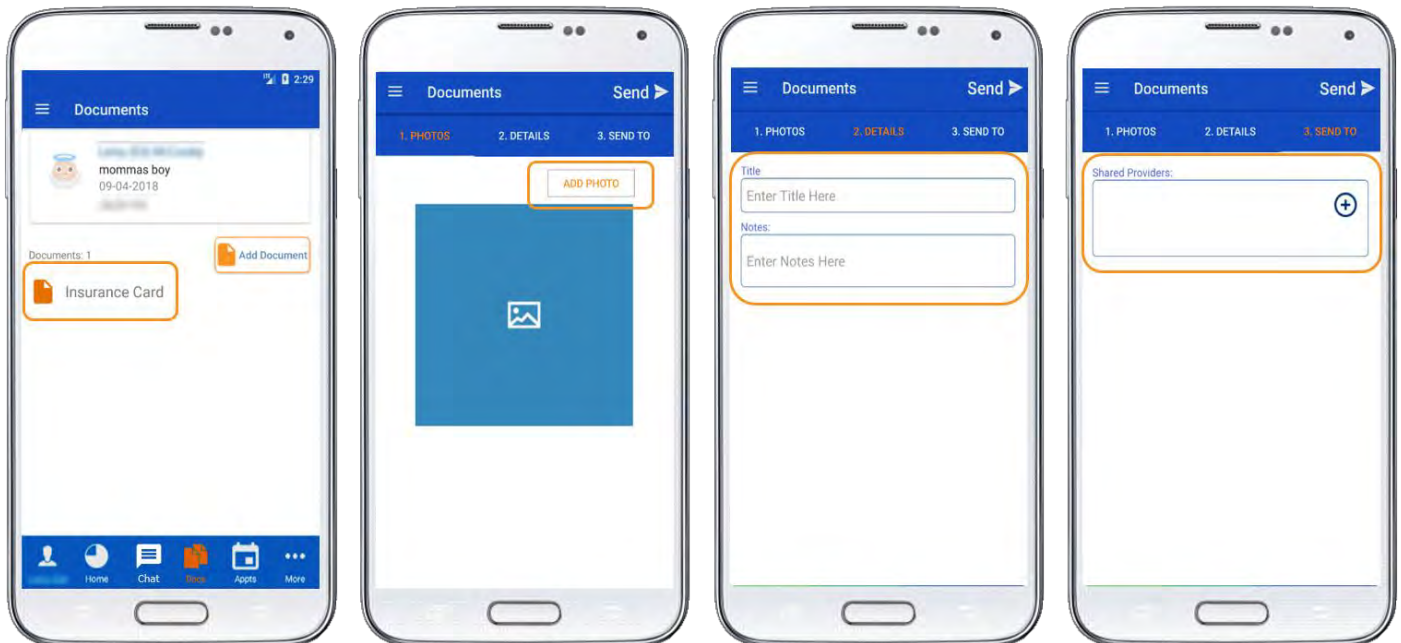 2:29
Documents
mommas boy
09-04-2018
Documents: 1
Add Document
Insurance Card
Home
Chat
Docs
Appts
More
Documents
Send
1. PHOTOS
2. DETAILS
3. SEND TO
ADD PHOTO
Documents
Send
1. PHOTOS
2. DETAILS
3. SEND TO
Title
Enter Title Here
Notes:
Enter Notes Here
Documents
Send
1. PHOTOS
2. DETAILS
3. SEND TO
Shared Providers: